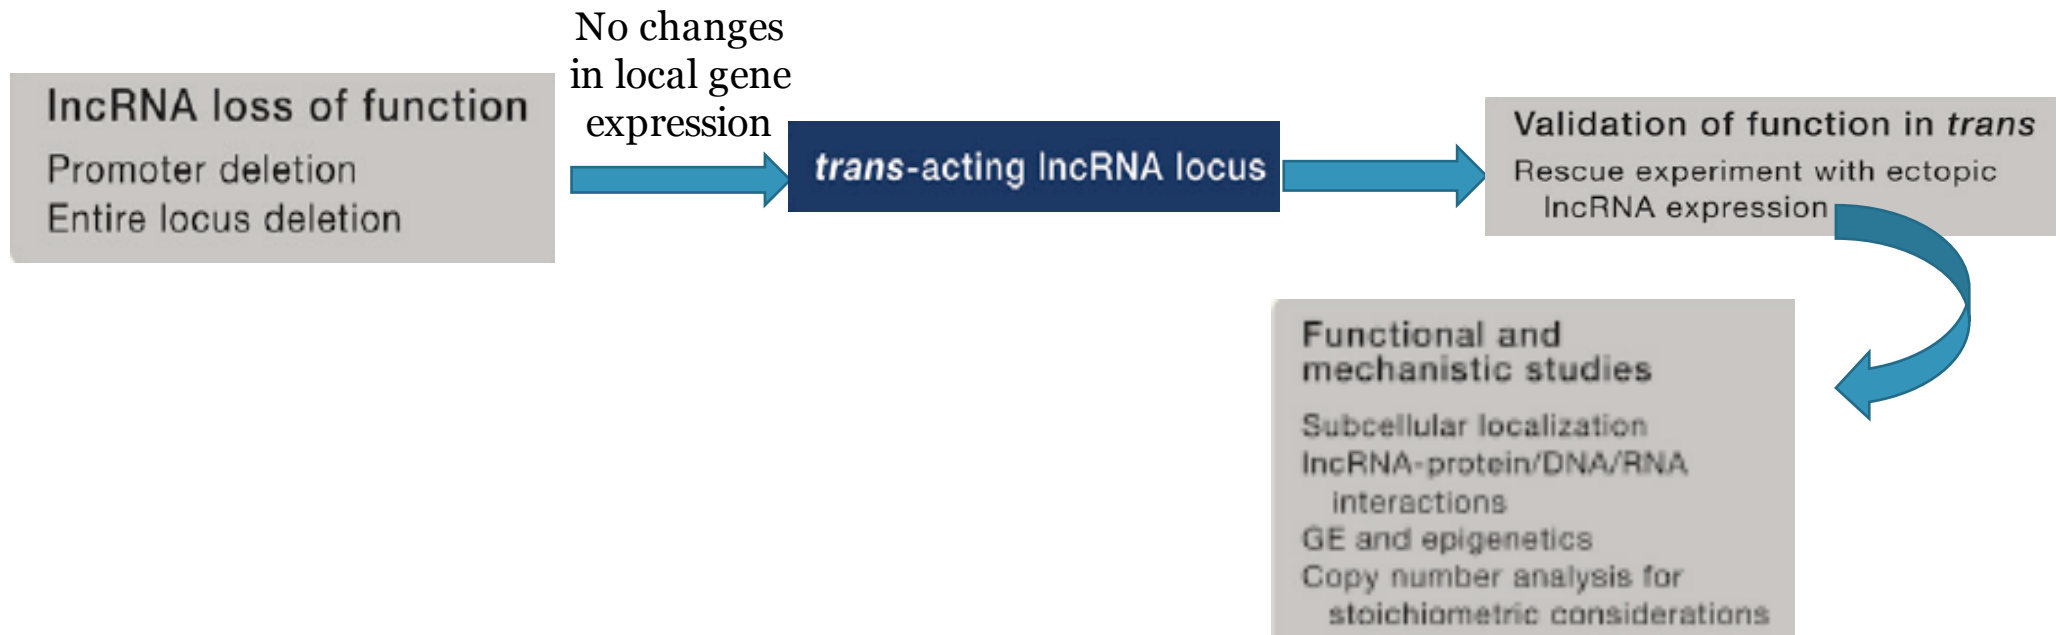 lncRNA loss of function
Promoter deletion
Entire locus deletion
No changes
in local gene
expression
trans-acting lncRNA locus
Validation of function in trans
Rescue experiment with ectopic
lncRNA expression
Functional and
mechanistic studies
Subcellular localization
lncRNA-protein/DNA/RNA
interactions
GE and epigenetics
Copy number analysis for
stoichiometric considerations